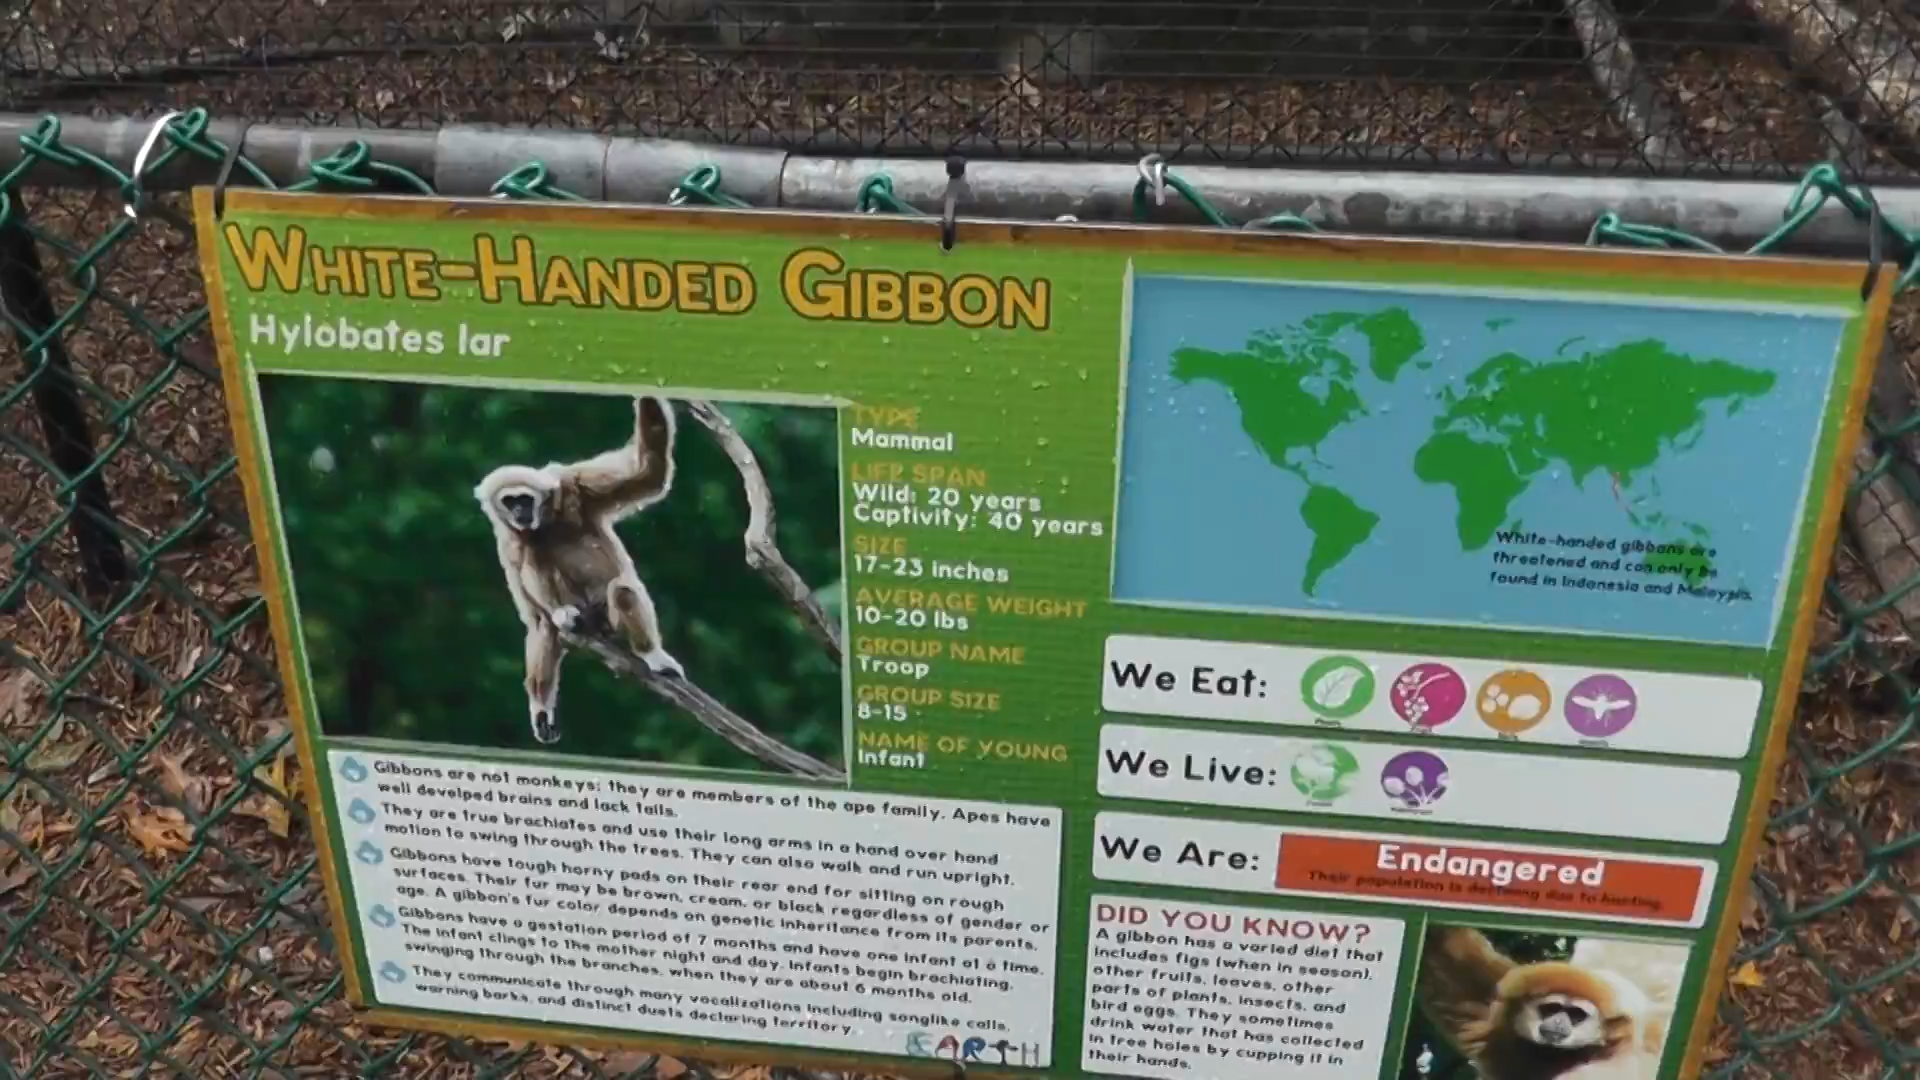 WHITE-HANDED GIBBON
Hylobates lar
TYPE
Mammal
LIFE SPAN
Wild: 20 years
Captivity: 40 years
SIZE
17-23 inches
AVERAGE WEIGHT
10-20 lbs
GROUP NAME
Troop
GROUP SIZE
8-15
NAME OF YOUNG
Infant
Gibbons are not monkeys; they are members of the ape family. Apes have
well develped brains and lack tails.
They are true brachiates and use their long arms in a hand over hand
motion to swing through the trees. They can also walk and run upright.
Gibbons have tough horny pads on their rear end for sitting on rough
surfaces. Their fur may be brown, cream, or black regardless of gender or
age. A gibbon's fur color depends on genetic inheritance from its parents.
Gibbons have a gestation period of 7 months and have one infant at a time.
The infant clings to the mother night and day. Infants begin brachiating,
swinging through the branches, when they are about 6 months old.
They communicate through many vocalizations including songlike calls,
warning barks, and distinct duets declaring territory.
EARTH
White-handed gibbons are
threatened and can only be
found in Indonesia and Malaysia.
We Eat:
We Live:
We Are:
Endangered
Their population is declining due to hunting.
DID YOU KNOW?
A gibbon has a varied diet that
includes figs (when in season),
other fruits, leaves, other
parts of plants, insects, and
bird eggs. They sometimes
drink water that has collected
in tree holes by cupping it in
their hands.